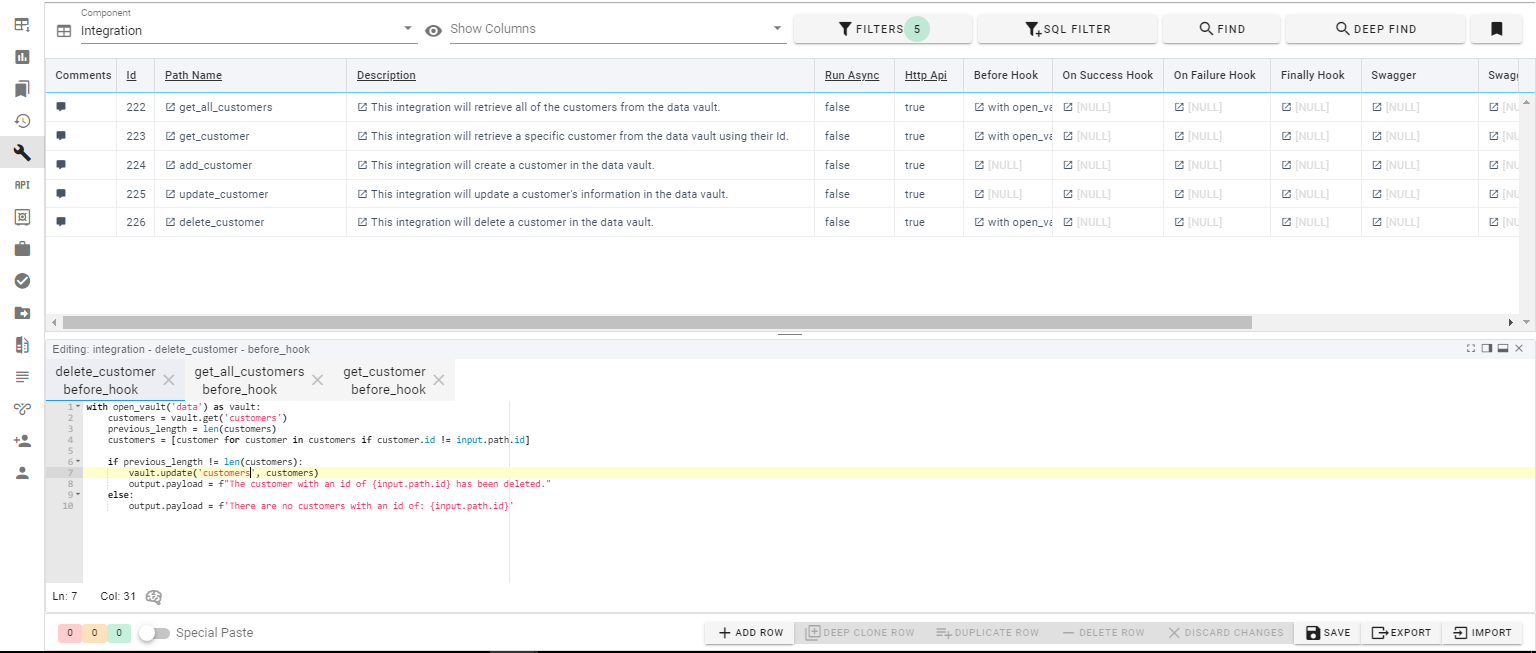 Component
Integration
Show Columns
FILTERS 5
SQL FILTER
FIND
DEEP FIND
API
Comments Id Path Name Description Run Async Http Api Before Hook On Success Hook On Failure Hook Finally Hook Swagger Swag
222 get_all_customers This integration will retrieve all of the customers from the data vault. false true with open_va [NULL] [NULL] [NULL] [NULL] [NU
223 get_customer This integration will retrieve a specific customer from the data vault using their Id. false true with open_va [NULL] [NULL] [NULL] [NULL] [NU
224 add_customer This integration will create a customer in the data vault. false true [NULL] [NULL] [NULL] [NULL] [NULL] [NU
225 update_customer This integration will update a customer's information in the data vault. false true [NULL] [NULL] [NULL] [NULL] [NULL] [NU
226 delete_customer This integration will delete a customer in the data vault. false true with open_va [NULL] [NULL] [NULL] [NULL] [NU
Editing: integration - delete_customer - before_hook
delete_customer
before_hook
get_all_customers
before_hook
get_customer
before_hook
1 with open_vault('data') as vault:
2 customers = vault.get('customers')
3 previous_length = len(customers)
4 customers = [customer for customer in customers if customer.id != input.path.id]
5
6 if previous_length != len(customers):
7 vault.update('customers', customers)
8 output.payload = f"The customer with an id of {input.path.id} has been deleted."
9 else:
10 output.payload = f'There are no customers with an id of: {input.path.id}'
Ln: 7 Col: 31
0 0 0 Special Paste
ADD ROW
DEEP CLONE ROW
DUPLICATE ROW
DELETE ROW
DISCARD CHANGES
SAVE
EXPORT
IMPORT